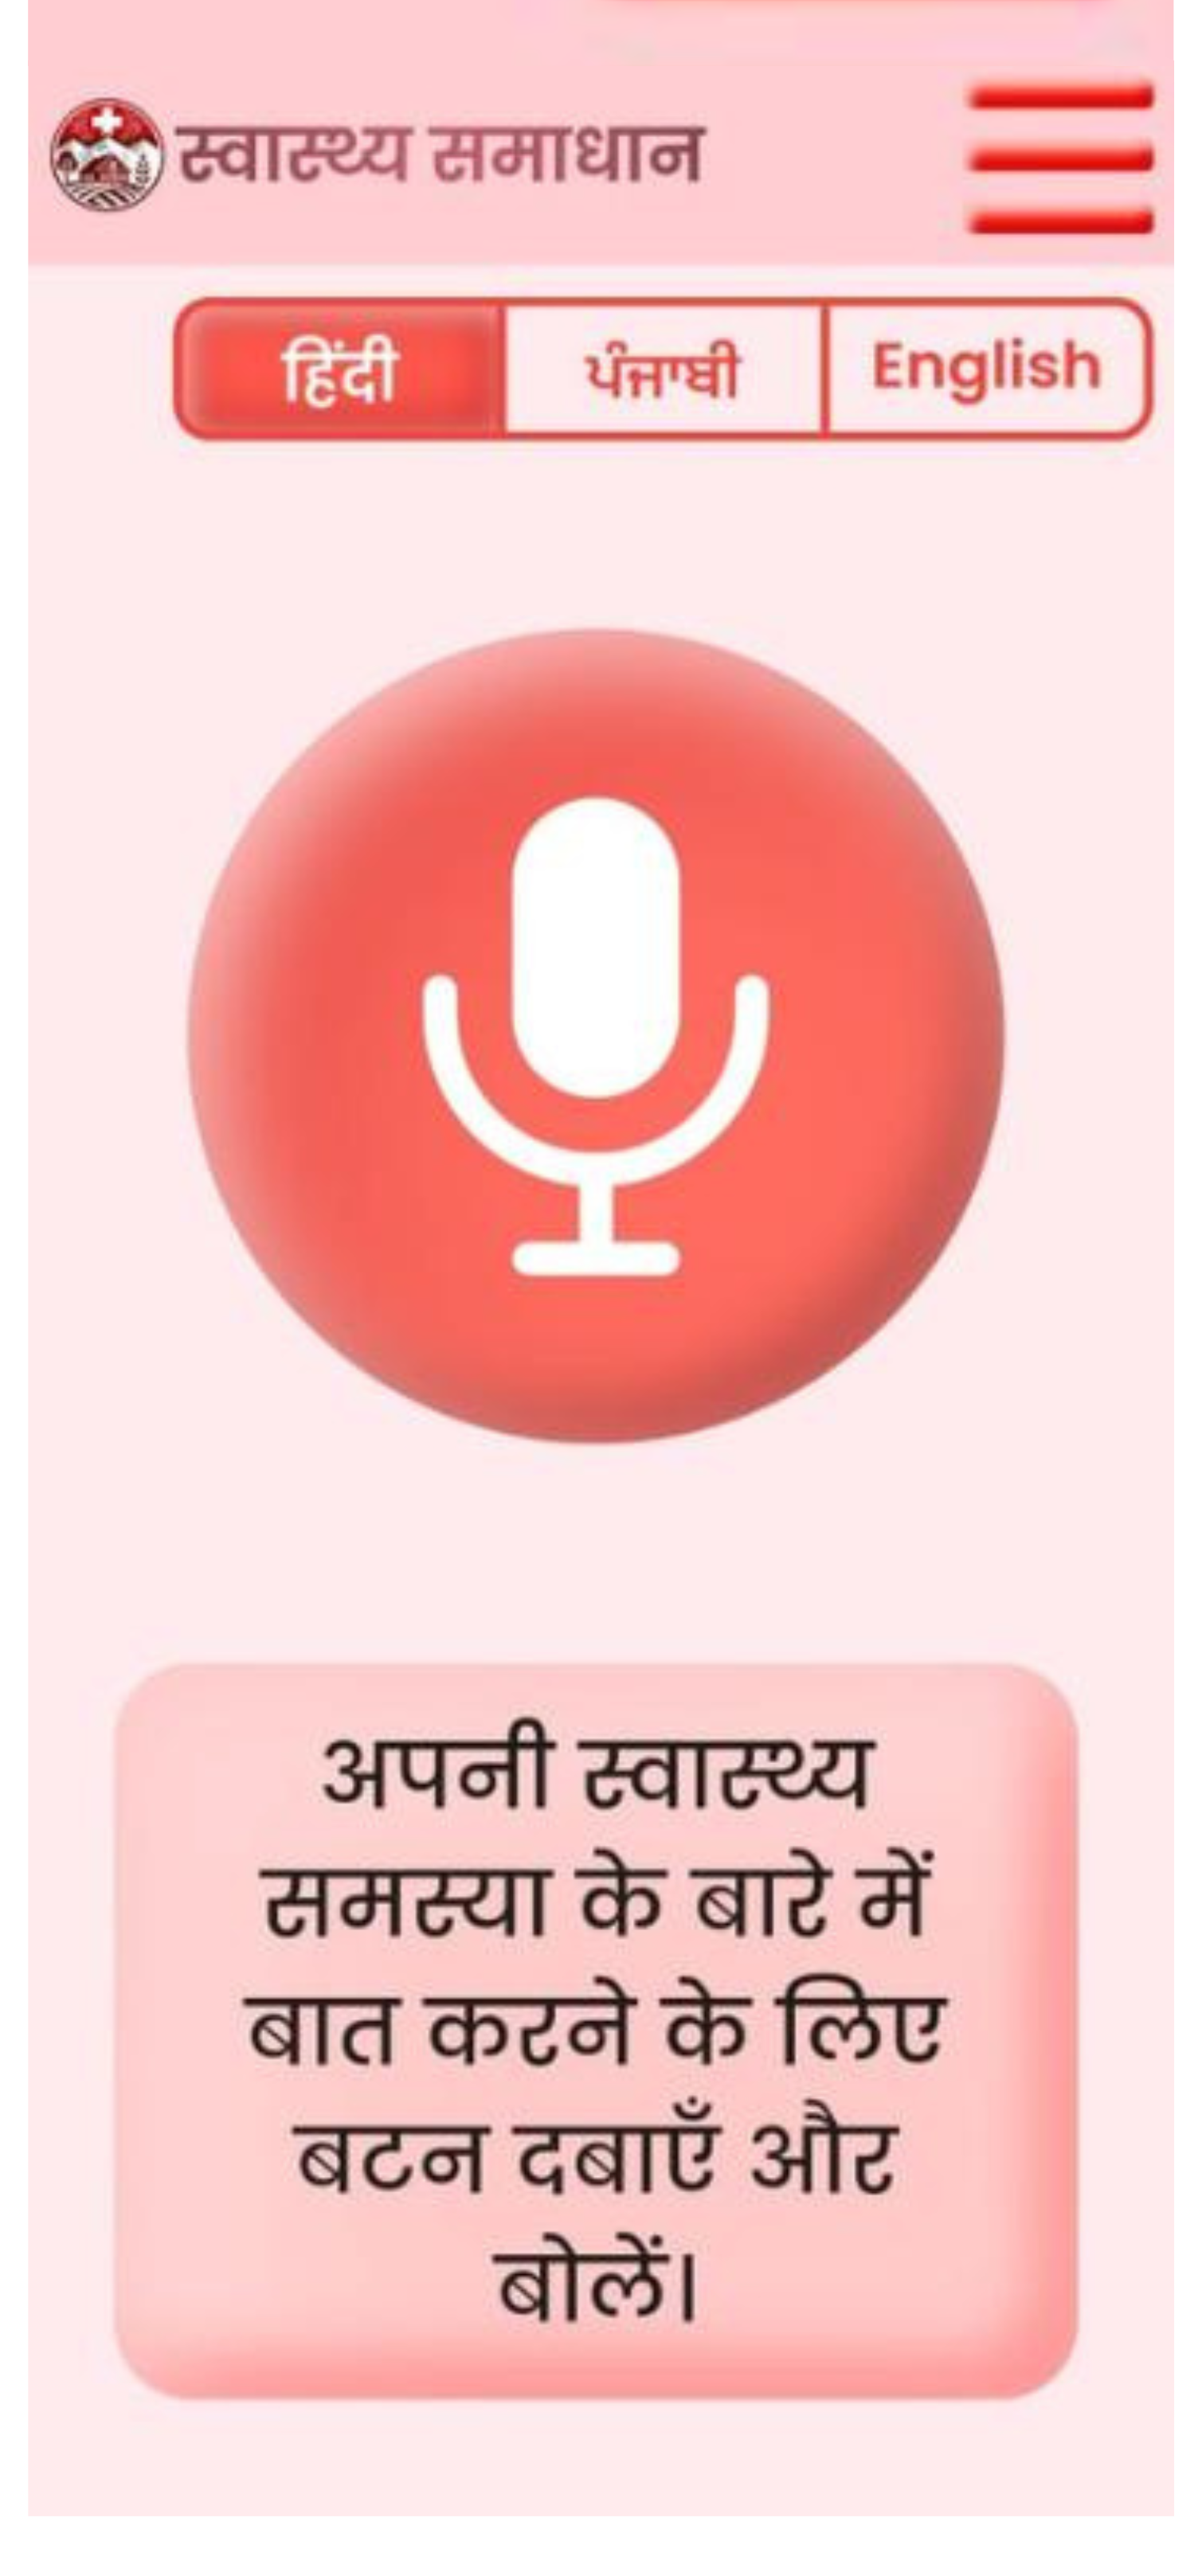 स्वास्थ्य समाधान
हिंदी
ਪੰਜਾਬੀ
English
अपनी स्वास्थ्य
समस्या के बारे में
बात करने के लिए
बटन दबाएँ और
बोलें।